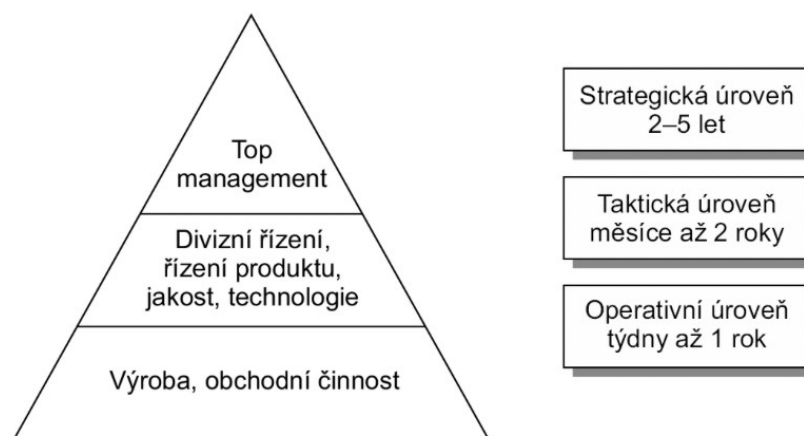 Top
management
Divizní řízení,
řízení produktu,
jakost, technologie
Výroba, obchodní činnost
Strategická úroveň
2–5 let
Taktická úroveň
měsíce až 2 roky
Operativní úroveň
týdny až 1 rok